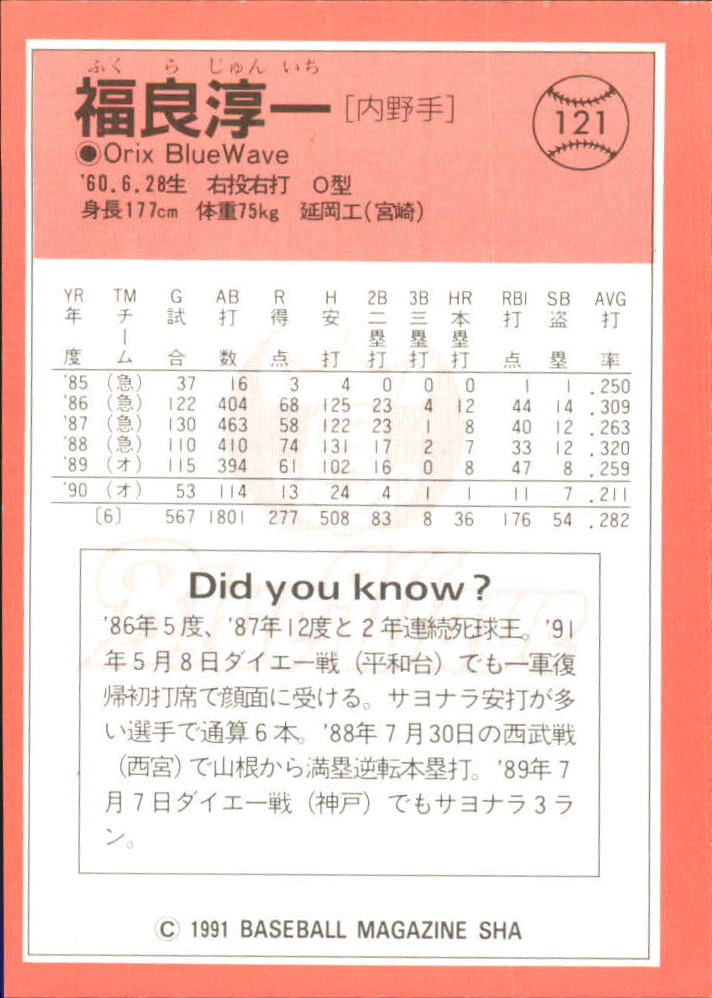 ふくらじゅんいち
福良淳一[内野手]
121
●Orix BlueWave
'60.6.28生 右投右打 O型
身長177cm 体重75kg 延岡工(宮崎)
YR TM G AB R H 2B 3B HR RBI SB AVG
年度 チーム 試合 打数 得点 安打 二塁打 三塁打 本塁打 打点 盗塁 打率
'85 (急) 37 16 3 4 0 0 0 1 1 .250
'86 (急) 122 404 68 125 23 4 12 44 14 .309
'87 (急) 130 463 58 122 23 1 8 40 12 .263
'88 (急) 110 410 74 131 17 2 7 33 12 .320
'89 (オ) 115 394 61 102 16 0 8 47 8 .259
'90 (オ) 53 114 13 24 4 1 1 11 7 .211
〔6〕 567 1801 277 508 83 8 36 176 54 .282
Did you know?
'86年5度、'87年12度と2年連続死球王。'91
年5月8日ダイエー戦(平和台)でも一軍復
帰初打席で顔面に受ける。サヨナラ安打が多
い選手で通算6本。'88年7月30日の西武戦
(西宮)で山根から満塁逆転本塁打。'89年7
月7日ダイエー戦(神戸)でもサヨナラ3ラ
ン。
© 1991 BASEBALL MAGAZINE SHA